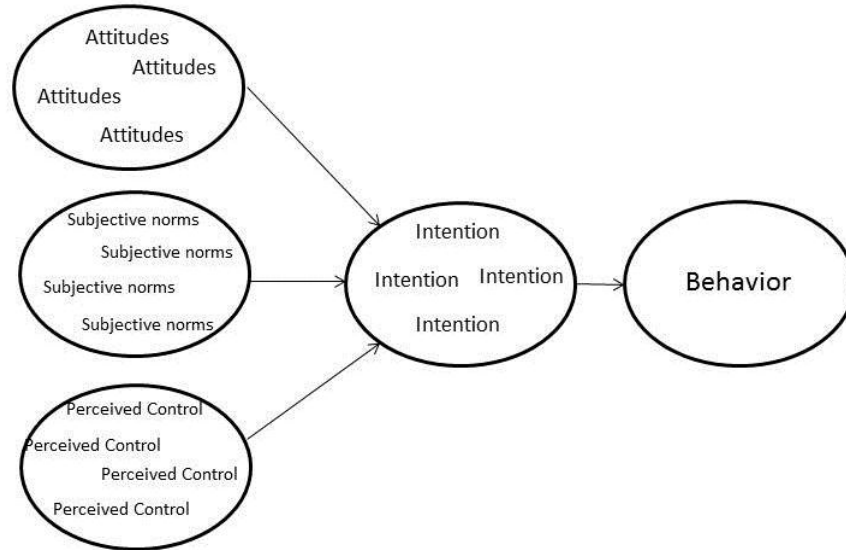 Attitudes
Attitudes
Attitudes
Attitudes
Subjective norms
Subjective norms
Subjective norms
Subjective norms
Perceived Control
Perceived Control
Perceived Control
Perceived Control
Intention
Intention
Intention
Intention
Behavior